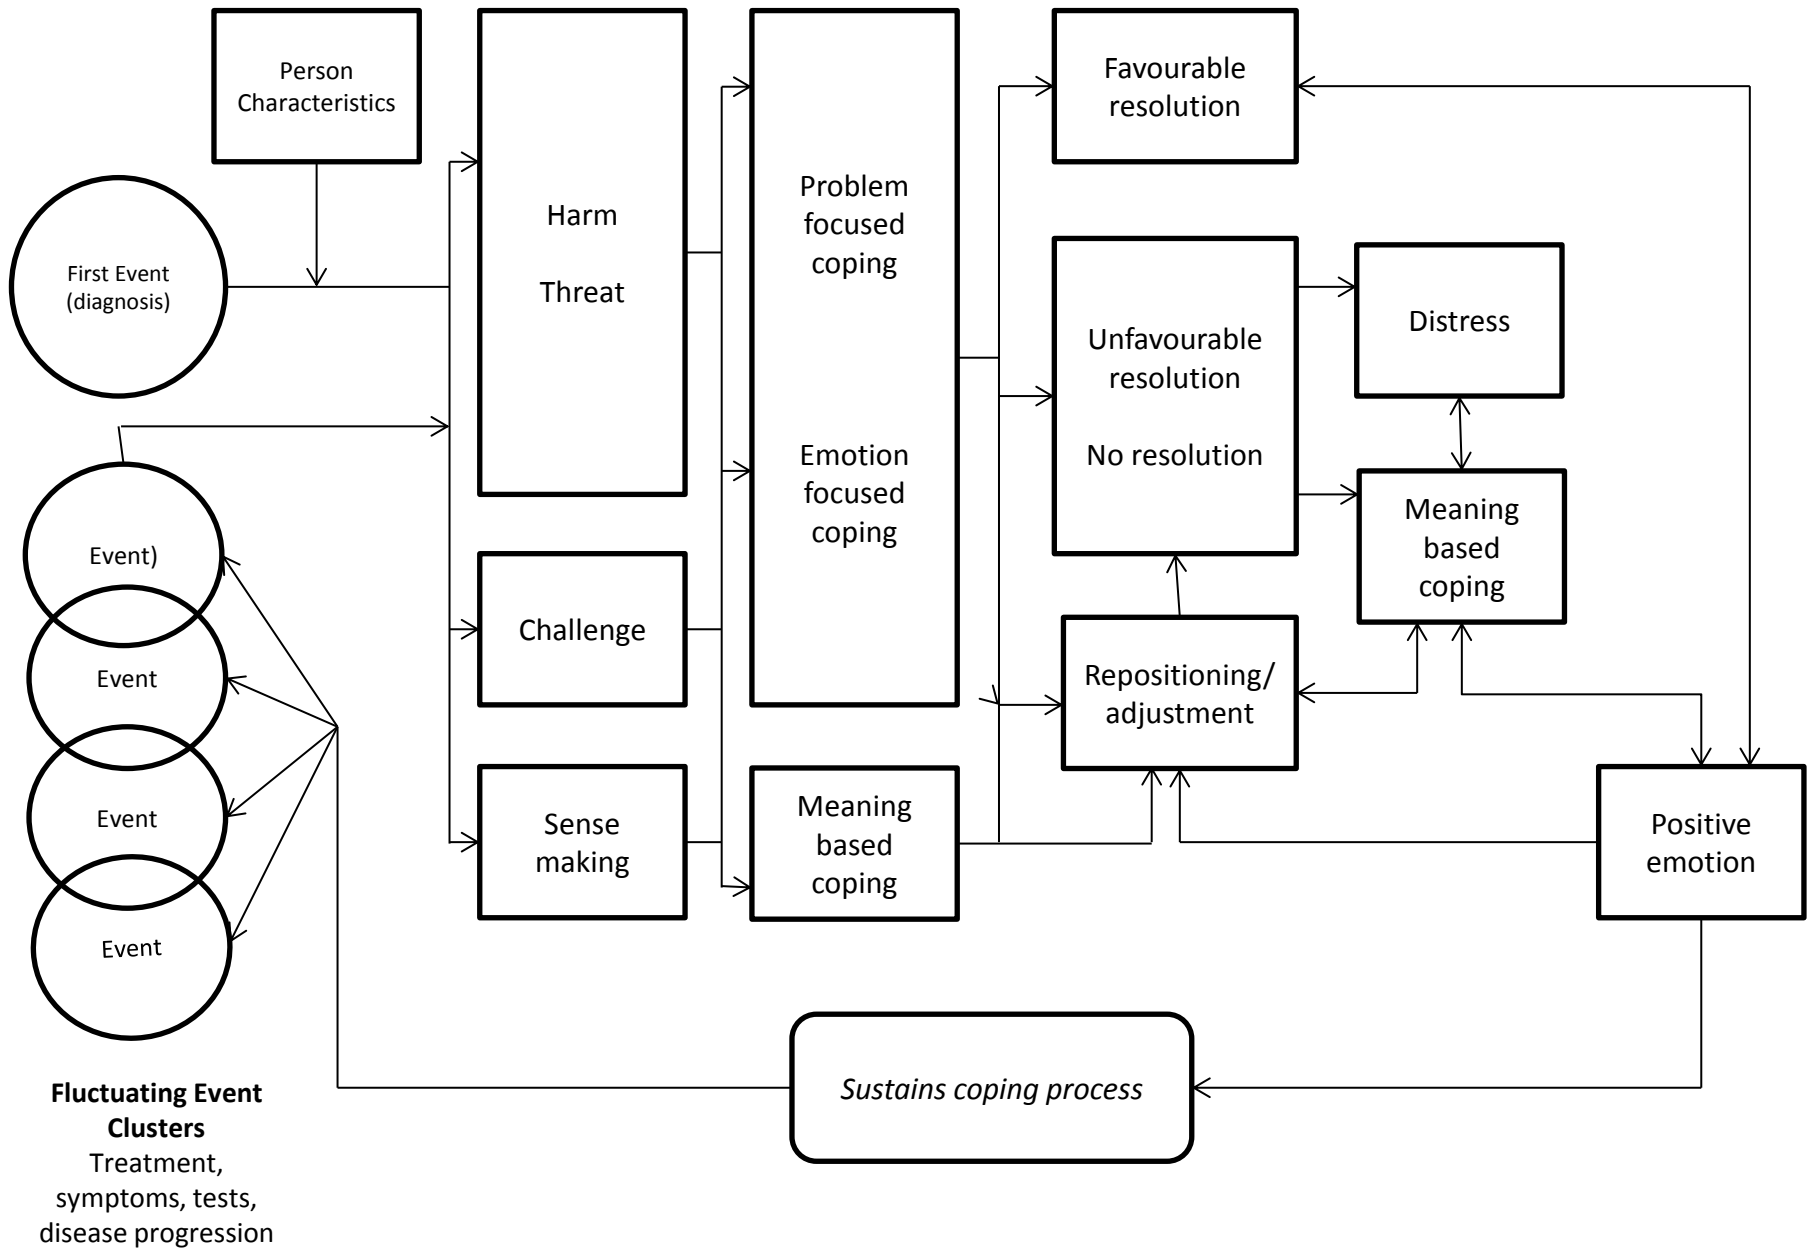 Person
Characteristics
First Event
(diagnosis)
Harm
Threat
Challenge
Sense
making
Problem
focused
coping
Emotion
focused
coping
Meaning
based
coping
Favourable
resolution
Unfavourable
resolution
No resolution
Distress
Meaning
based
coping
Repositioning/
adjustment
Positive
emotion
Sustains coping process
Event)
Event
Event
Event
Fluctuating Event
Clusters
Treatment,
symptoms, tests,
disease progression